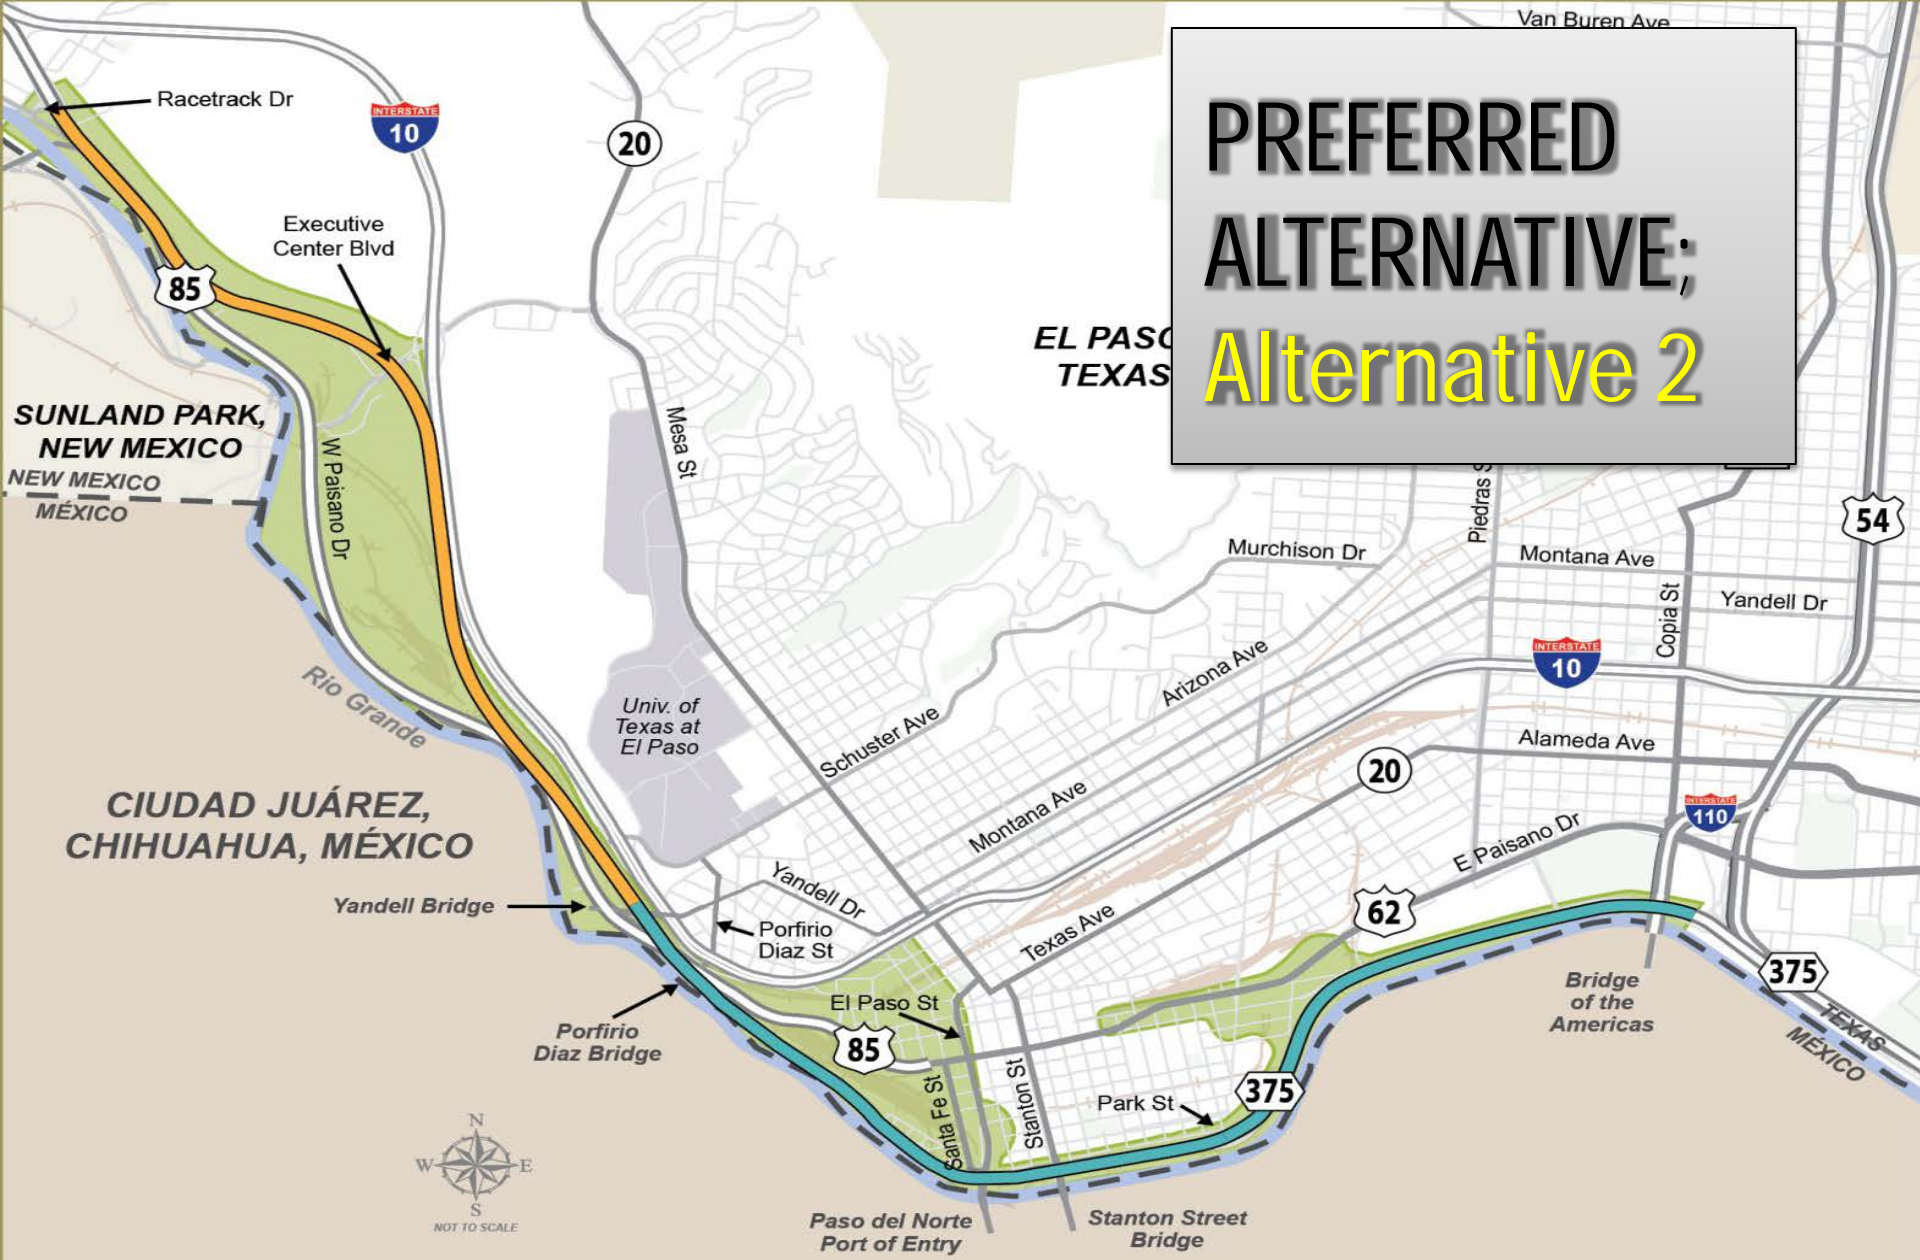 Van Buren Ave
PREFERRED
ALTERNATIVE;
Alternative 2
Racetrack Dr
INTERSTATE
10
20
Executive
Center Blvd
85
EL PASO
TEXAS
SUNLAND PARK,
NEW MEXICO
NEW MEXICO
MÉXICO
W Paisano Dr
Mesa St
Piedras S
54
Murchison Dr
Montana Ave
Copia St
Yandell Dr
INTERSTATE
10
Arizona Ave
Rio Grande
Univ. of
Texas at
El Paso
Schuster Ave
Alameda Ave
20
CIUDAD JUÁREZ,
CHIHUAHUA, MÉXICO
Montana Ave
INTERSTATE
110
E Paisano Dr
Yandell Dr
Yandell Bridge
62
Porfirio
Diaz St
Texas Ave
375
Bridge
of the
Americas
El Paso St
Porfirio
Diaz Bridge
85
TEXAS
MÉXICO
Santa Fe St
Stanton St
Park St
375
N
W
E
S
NOT TO SCALE
Paso del Norte
Port of Entry
Stanton Street
Bridge